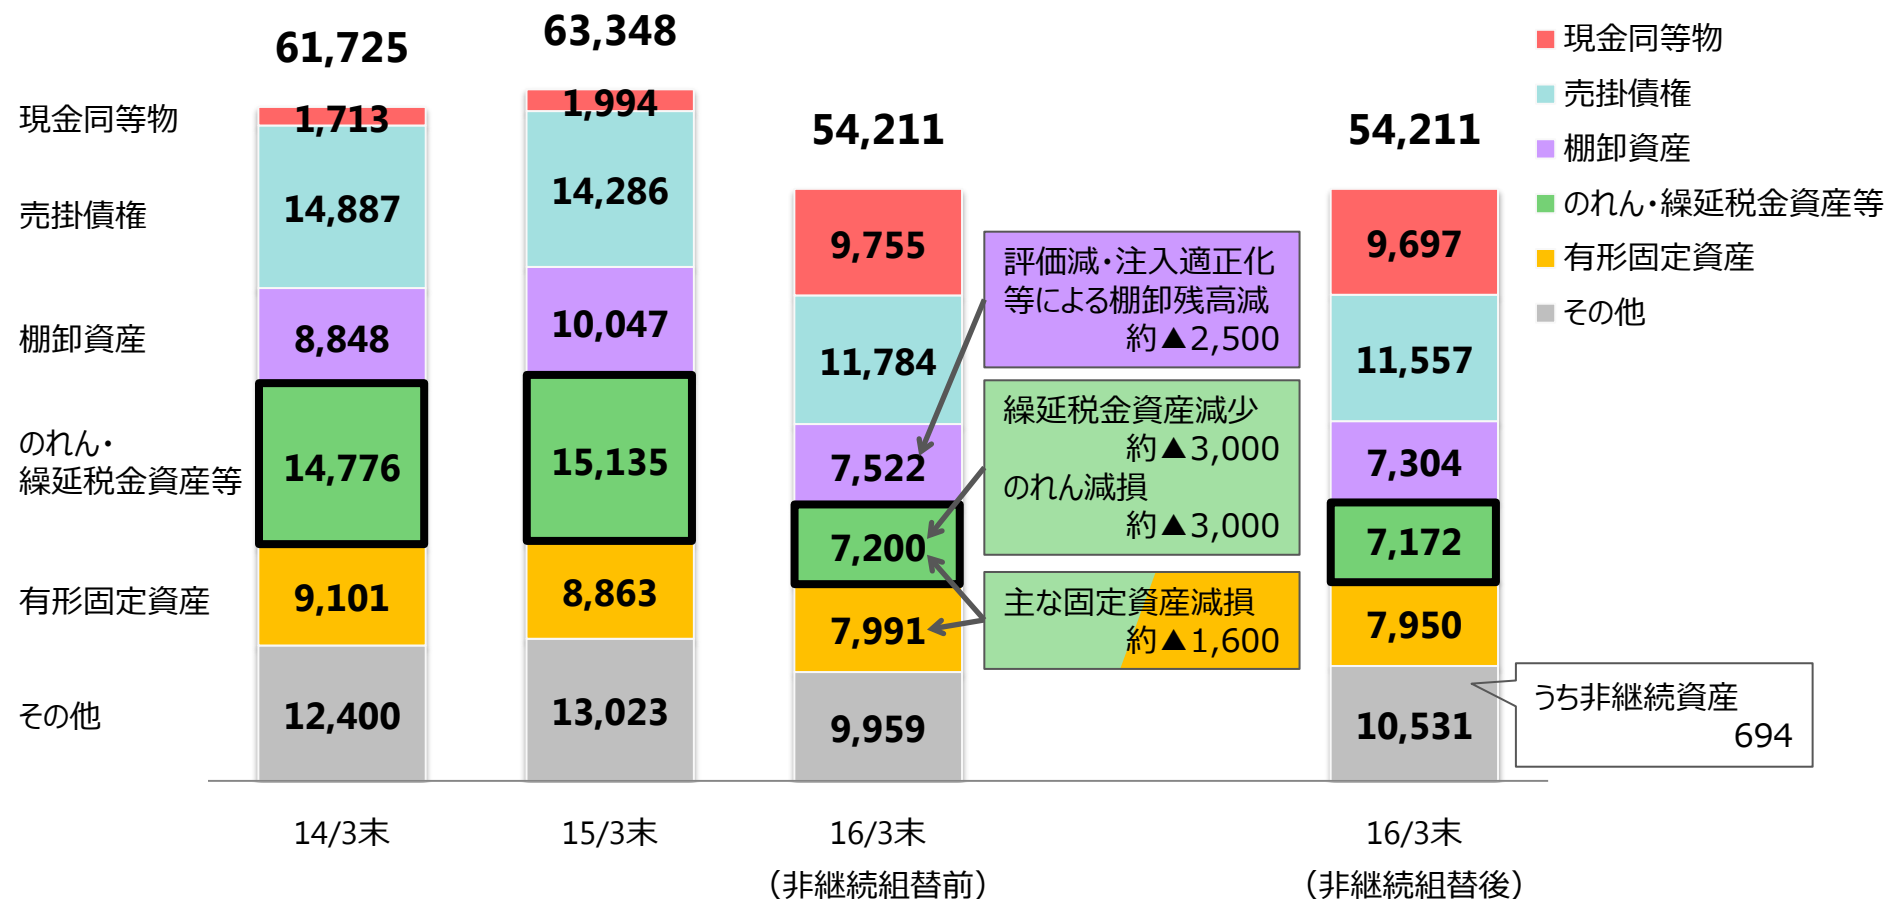 61,725
63,348
54,211
54,211
現金同等物
売掛債権
棚卸資産
のれん・
繰延税金資産等
有形固定資産
その他
1,713
14,887
8,848
14,776
9,101
12,400
1,994
14,286
10,047
15,135
8,863
13,023
9,755
11,784
7,522
7,200
7,991
9,959
評価減・注入適正化
等による棚卸残高減
約▲2,500
繰延税金資産減少
約▲3,000
のれん減損
約▲3,000
主な固定資産減損
約▲1,600
9,697
11,557
7,304
7,172
7,950
10,531
うち非継続資産
694
現金同等物
売掛債権
棚卸資産
のれん・繰延税金資産等
有形固定資産
その他
14/3末
15/3末
16/3末
（非継続組替前）
16/3末
（非継続組替後）